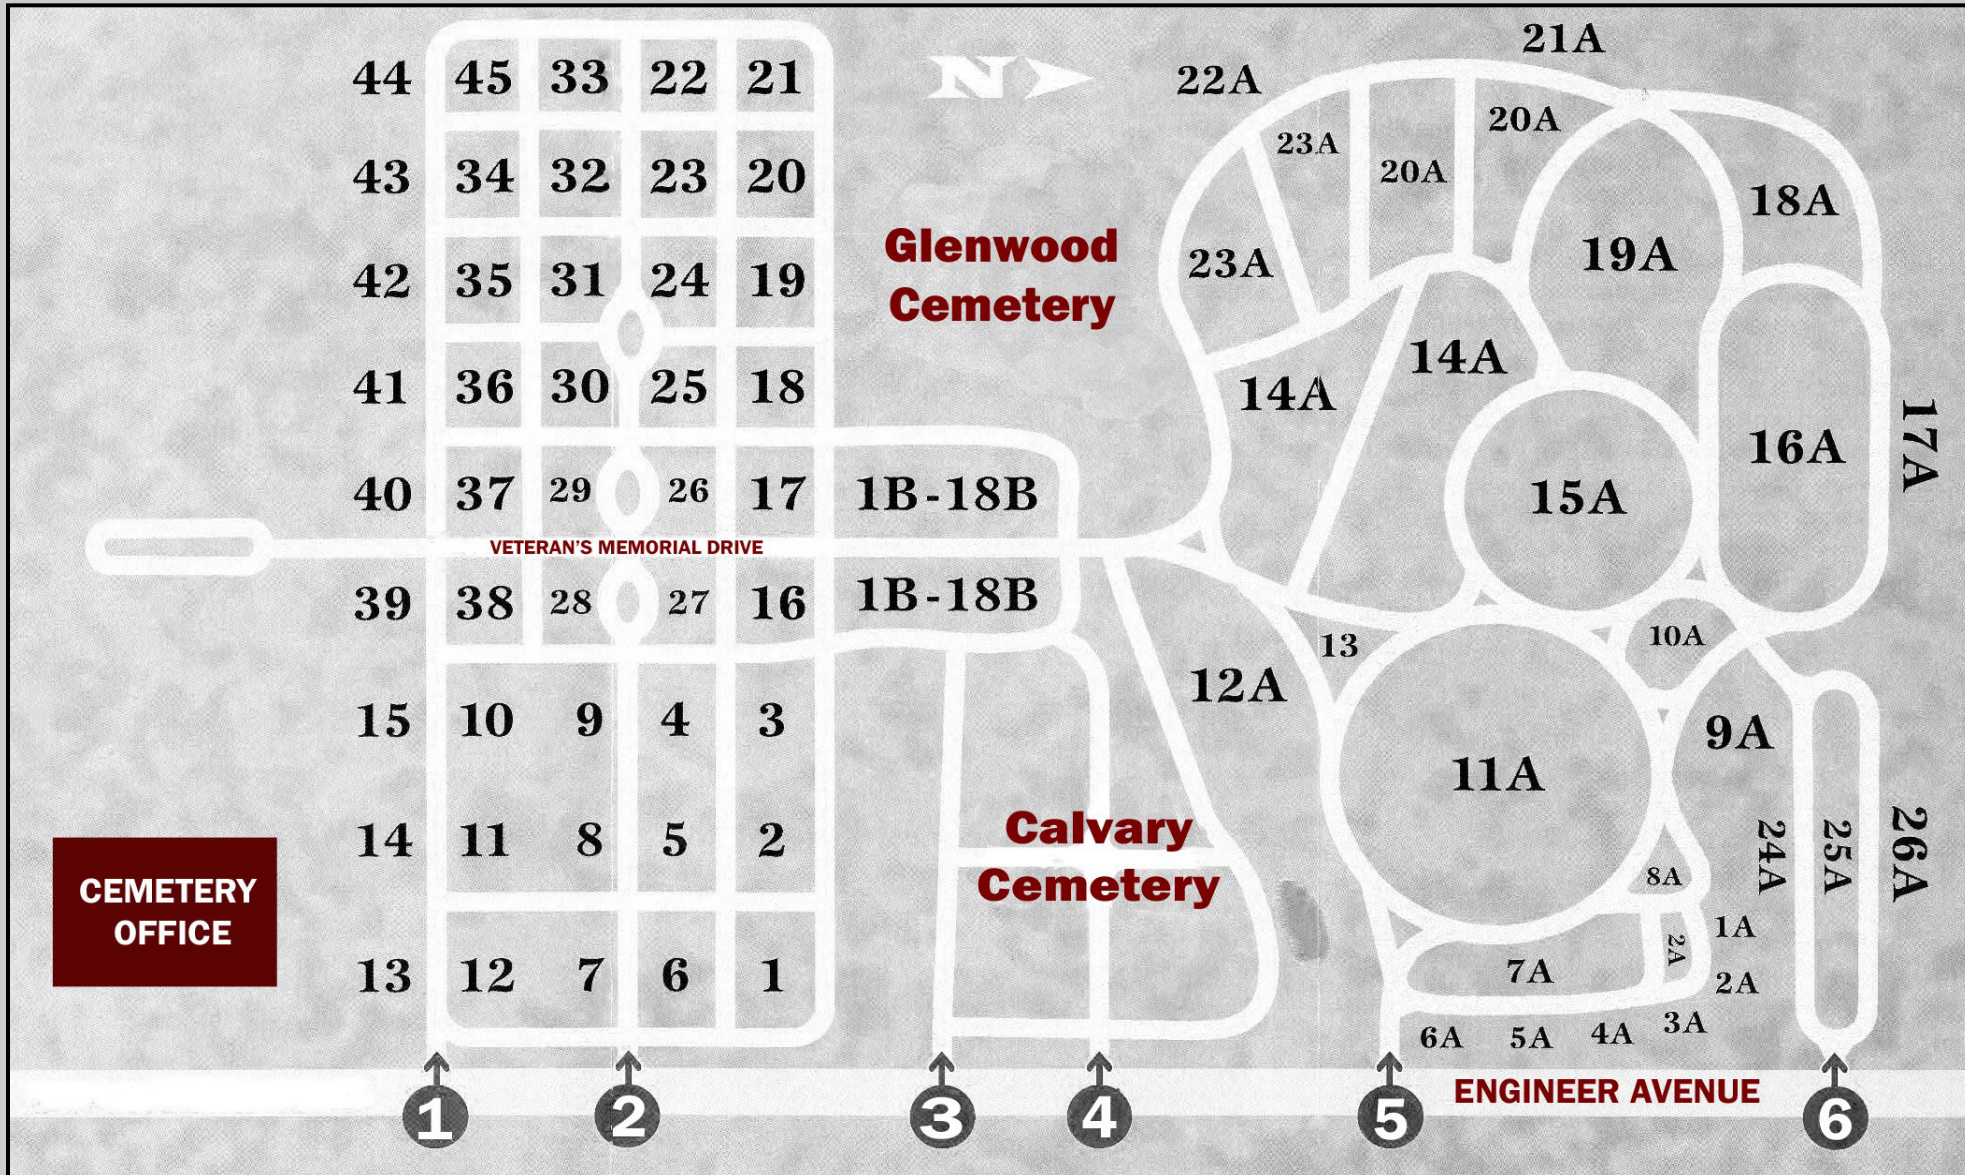 21A
44 45 33 22 21
N
22A
20A
23A
20A
43 34 32 23 20
18A
Glenwood
Cemetery
19A
23A
42 35 31 24 19
14A
14A
41 36 30 25 18
17A
16A
15A
40 37 29 26 17 1B-18B
VETERAN'S MEMORIAL DRIVE
39 38 28 27 16 1B-18B
13
10A
12A
15 10 9 4 3
9A
11A
Calvary
Cemetery
14 11 8 5 2
24A
25A
26A
8A
CEMETERY
OFFICE
1A
2A
7A
2A
13 12 7 6 1
6A 5A 4A 3A
ENGINEER AVENUE
1 2 3 4 5 6